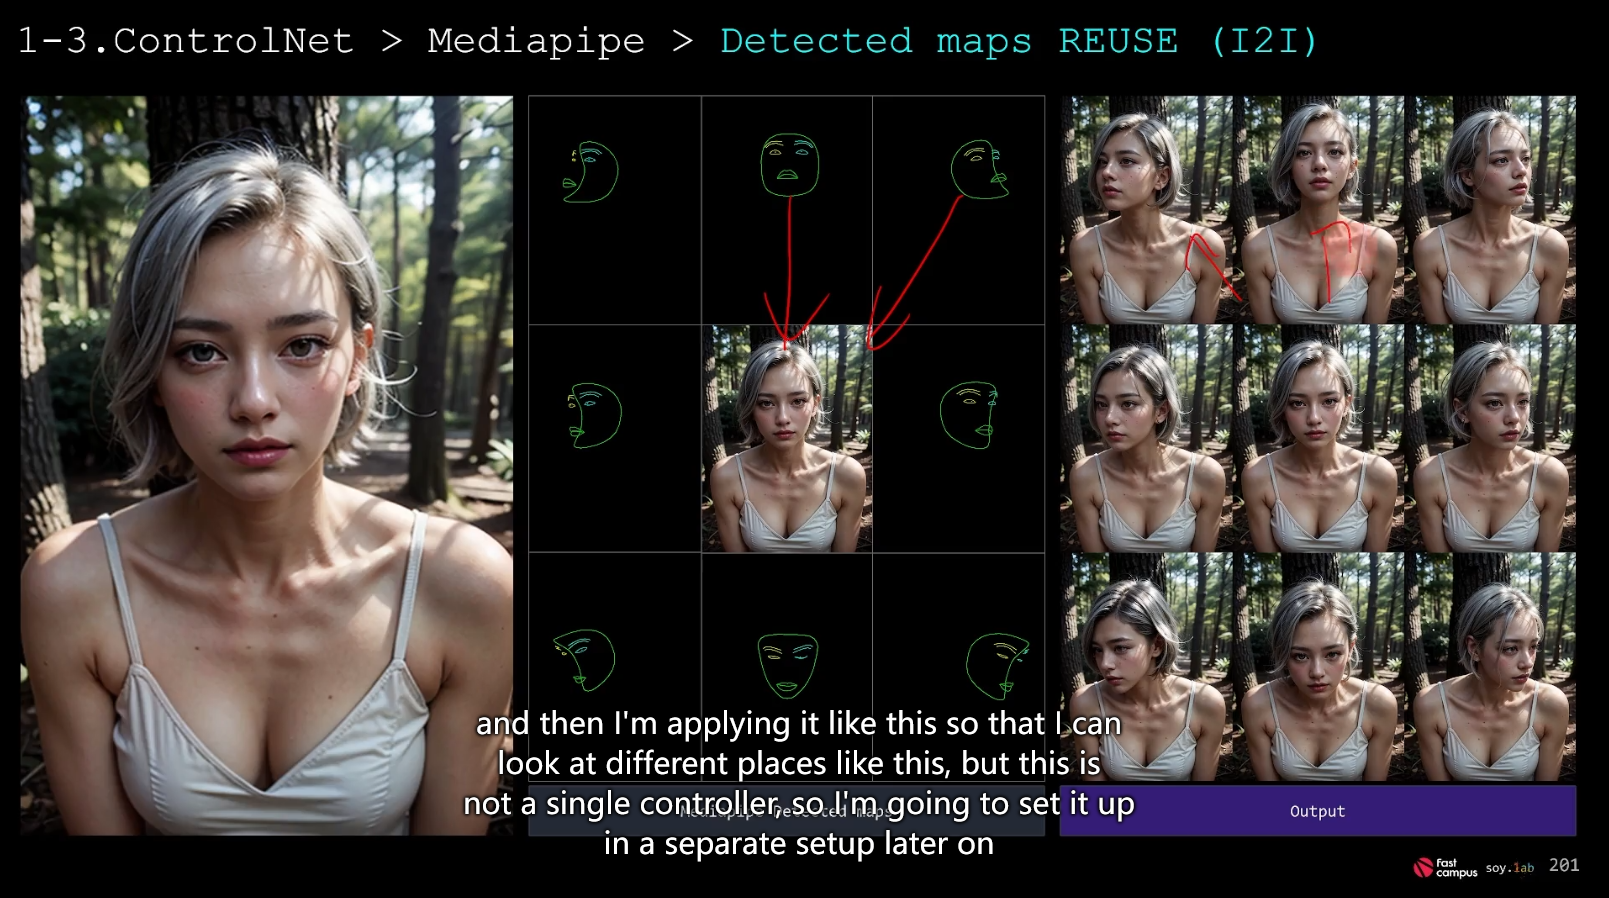 1-3.ControlNet > Mediapipe > Detected maps REUSE (I2I)
and then I'm applying it like this so that I can
look at different places like this, but this is
not a single controller, so I'm going to set it up
in a separate setup later on
Mediapipe Detected maps
Output
fast
campus
soy.lab
201